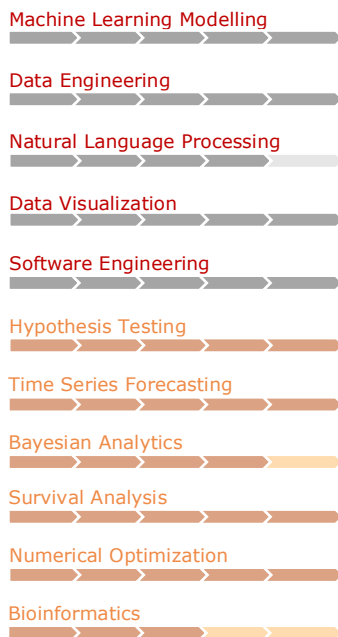 Machine Learning Modelling
Data Engineering
Natural Language Processing
Data Visualization
Software Engineering
Hypothesis Testing
Time Series Forecasting
Bayesian Analytics
Survival Analysis
Numerical Optimization
Bioinformatics